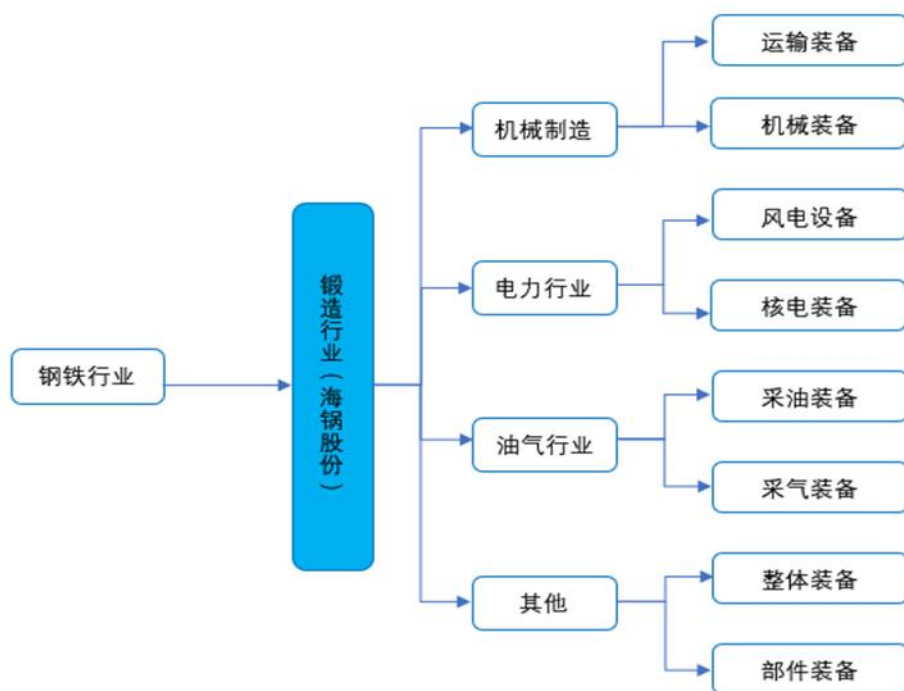 钢铁行业
锻造行业（海锅股份）
机械制造
运输装备
机械装备
电力行业
风电设备
核电装备
油气行业
采油装备
采气装备
其他
整体装备
部件装备